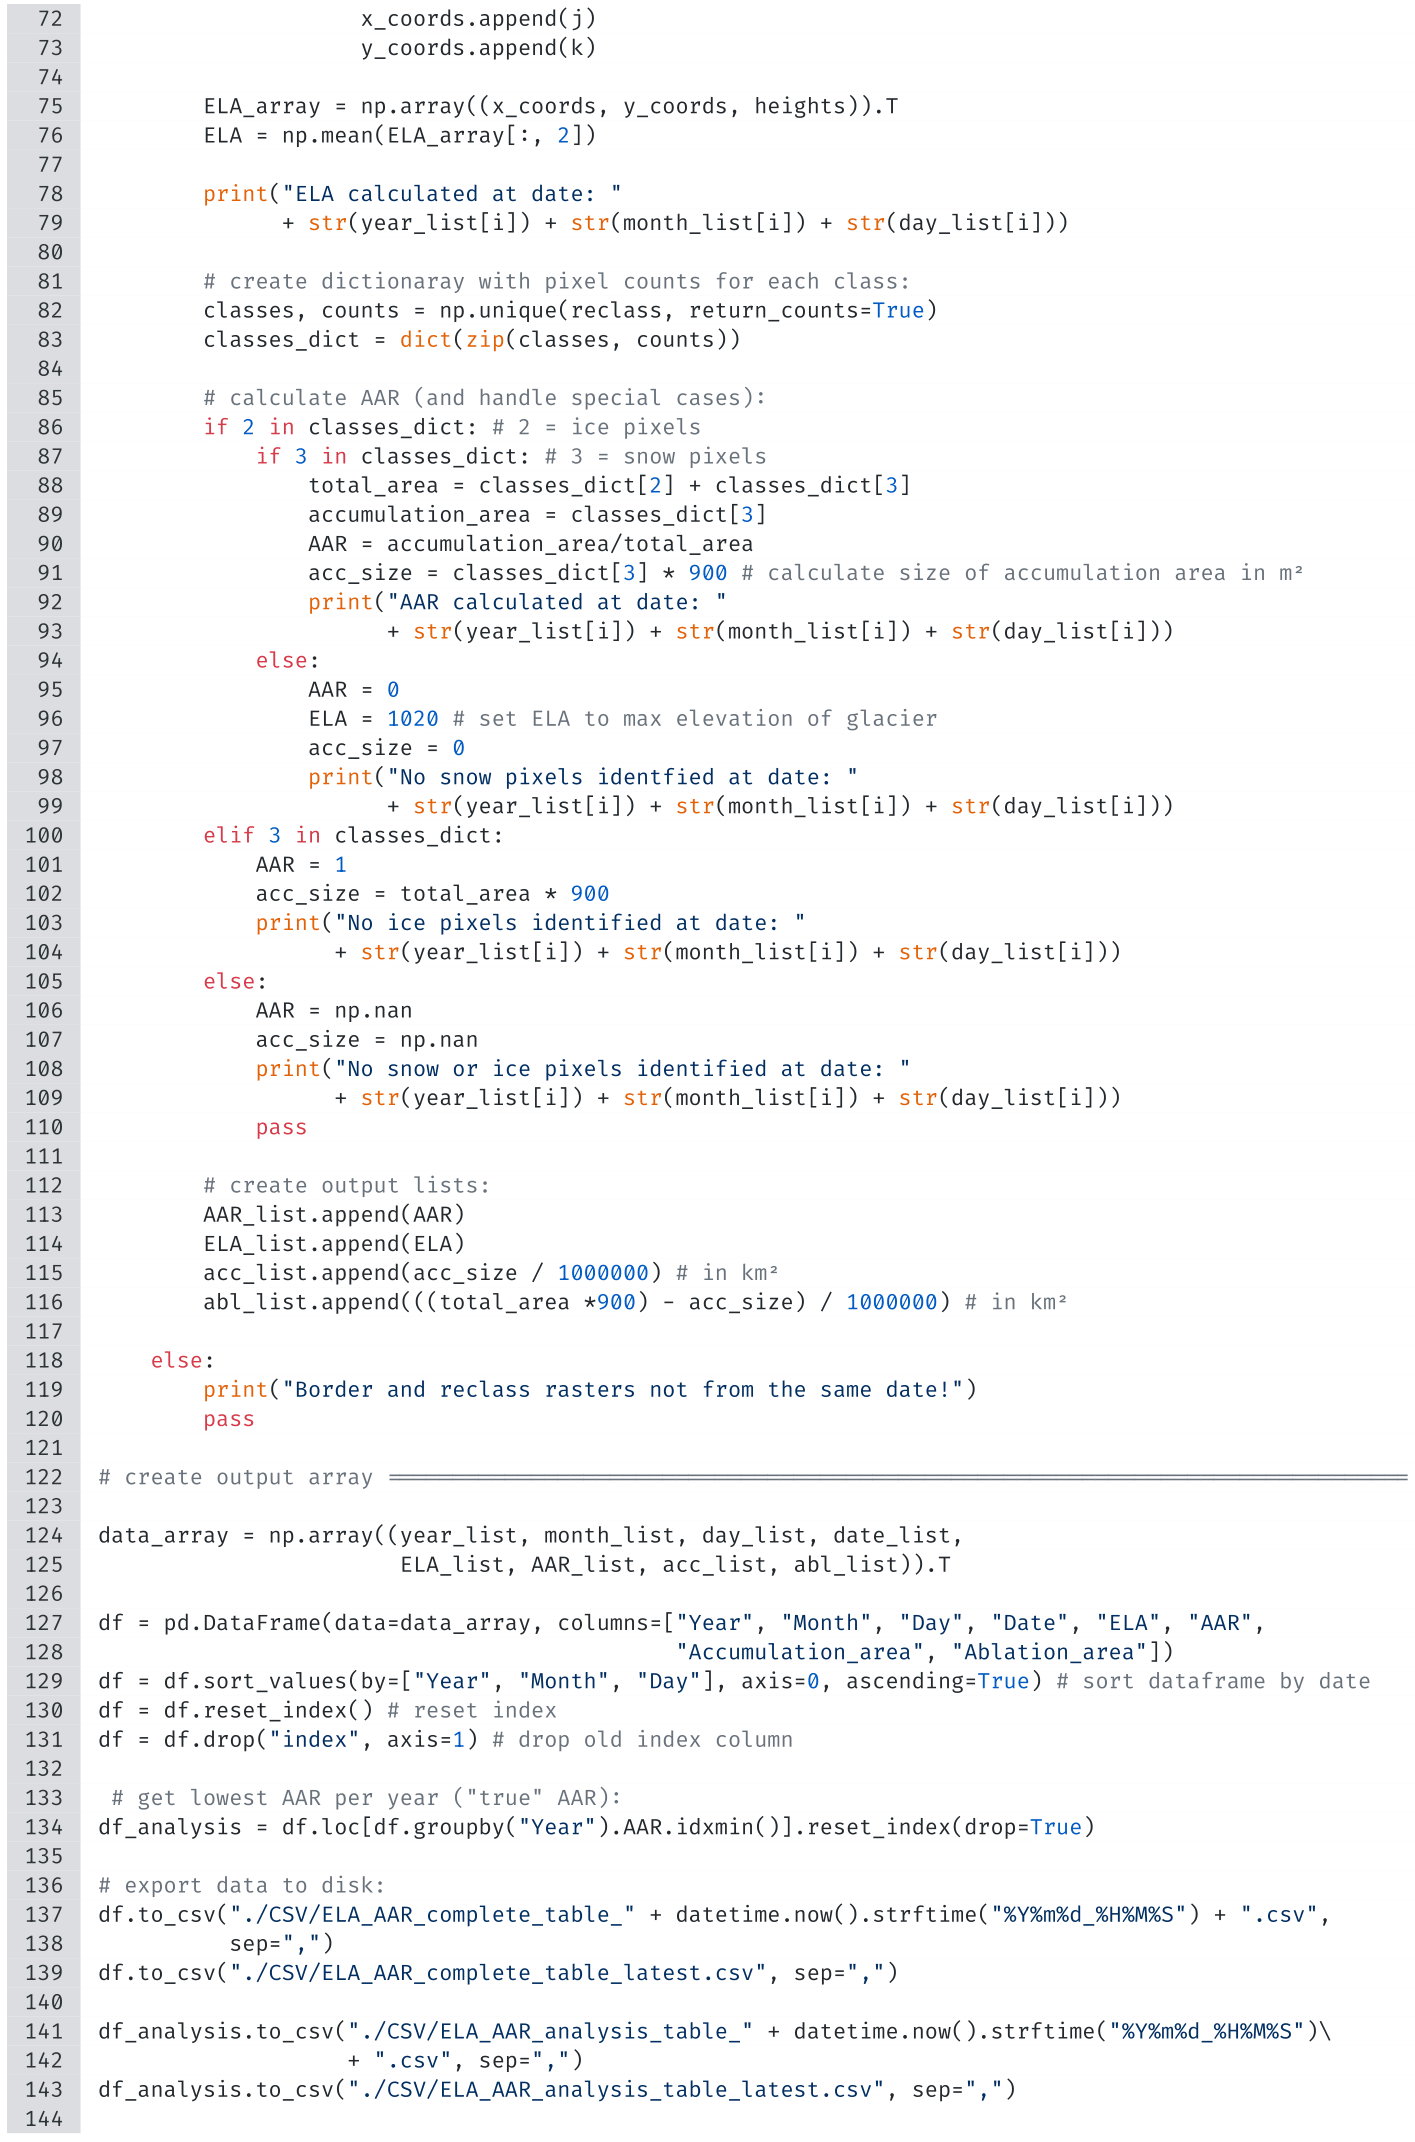 72                     x_coords.append(j)
73                     y_coords.append(k)
74
75         ELA_array = np.array((x_coords, y_coords, heights)).T
76         ELA = np.mean(ELA_array[:, 2])
77
78         print("ELA calculated at date: "
79               + str(year_list[i]) + str(month_list[i]) + str(day_list[i]))
80
81         # create dictionaray with pixel counts for each class:
82         classes, counts = np.unique(reclass, return_counts=True)
83         classes_dict = dict(zip(classes, counts))
84
85         # calculate AAR (and handle special cases):
86         if 2 in classes_dict: # 2 = ice pixels
87             if 3 in classes_dict: # 3 = snow pixels
88                 total_area = classes_dict[2] + classes_dict[3]
89                 accumulation_area = classes_dict[3]
90                 AAR = accumulation_area/total_area
91                 acc_size = classes_dict[3] * 900 # calculate size of accumulation area in m²
92                 print("AAR calculated at date: "
93                       + str(year_list[i]) + str(month_list[i]) + str(day_list[i]))
94             else:
95                 AAR = 0
96                 ELA = 1020 # set ELA to max elevation of glacier
97                 acc_size = 0
98                 print("No snow pixels identfied at date: "
99                       + str(year_list[i]) + str(month_list[i]) + str(day_list[i]))
100         elif 3 in classes_dict:
101             AAR = 1
102             acc_size = total_area * 900
103             print("No ice pixels identified at date: "
104                   + str(year_list[i]) + str(month_list[i]) + str(day_list[i]))
105         else:
106             AAR = np.nan
107             acc_size = np.nan
108             print("No snow or ice pixels identified at date: "
109                   + str(year_list[i]) + str(month_list[i]) + str(day_list[i]))
110             pass
111
112         # create output lists:
113         AAR_list.append(AAR)
114         ELA_list.append(ELA)
115         acc_list.append(acc_size / 1000000) # in km²
116         abl_list.append(((total_area *900) - acc_size) / 1000000) # in km²
117
118     else:
119         print("Border and reclass rasters not from the same date!")
120         pass
121
122 # create output array ==============================================================================
123
124 data_array = np.array((year_list, month_list, day_list, date_list,
125                        ELA_list, AAR_list, acc_list, abl_list)).T
126
127 df = pd.DataFrame(data=data_array, columns=["Year", "Month", "Day", "Date", "ELA", "AAR",
128                                             "Accumulation_area", "Ablation_area"])
129 df = df.sort_values(by=["Year", "Month", "Day"], axis=0, ascending=True) # sort dataframe by date
130 df = df.reset_index() # reset index
131 df = df.drop("index", axis=1) # drop old index column
132
133  # get lowest AAR per year ("true" AAR):
134 df_analysis = df.loc[df.groupby("Year").AAR.idxmin()].reset_index(drop=True)
135
136 # export data to disk:
137 df.to_csv("./CSV/ELA_AAR_complete_table_" + datetime.now().strftime("%Y%m%d_%H%M%S") + ".csv",
138           sep=",")
139 df.to_csv("./CSV/ELA_AAR_complete_table_latest.csv", sep=",")
140
141 df_analysis.to_csv("./CSV/ELA_AAR_analysis_table_" + datetime.now().strftime("%Y%m%d_%H%M%S")\
142                    + ".csv", sep=",")
143 df_analysis.to_csv("./CSV/ELA_AAR_analysis_table_latest.csv", sep=",")
144